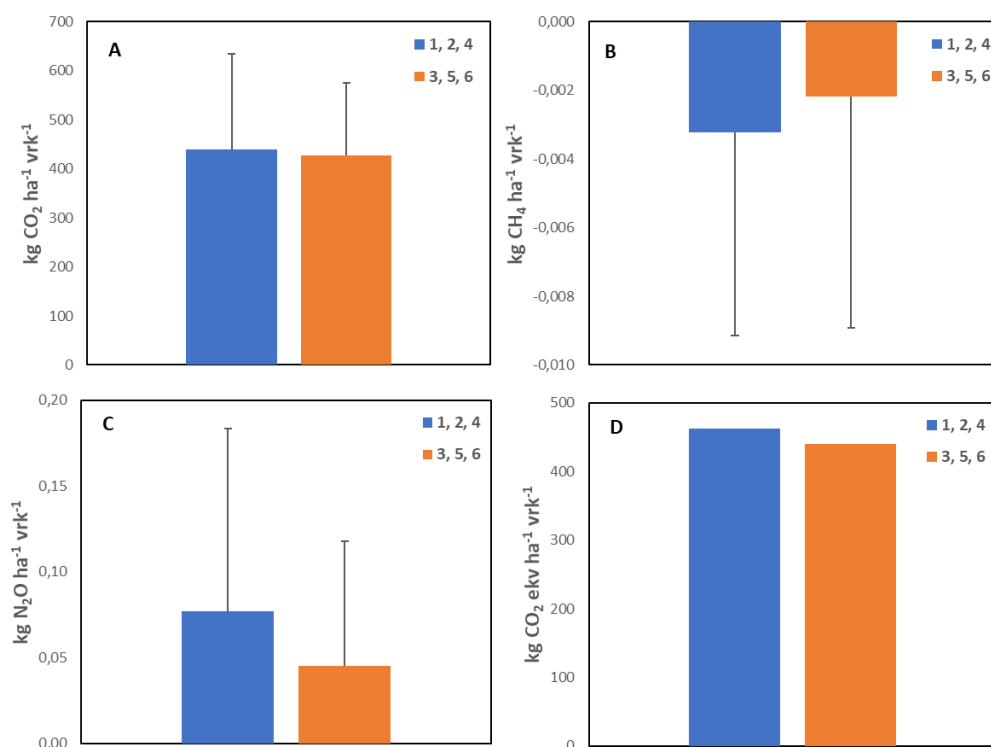 A
kg CO₂ ha⁻¹ vrk⁻¹
700
600
500
400
300
200
100
0
1, 2, 4
3, 5, 6
B
kg CH₄ ha⁻¹ vrk⁻¹
0,000
-0,002
-0,004
-0,006
-0,008
-0,010
1, 2, 4
3, 5, 6
C
kg N₂O ha⁻¹ vrk⁻¹
0,20
0,15
0,10
0,05
0,00
1, 2, 4
3, 5, 6
D
kg CO₂ ekv ha⁻¹ vrk⁻¹
500
400
300
200
100
0
1, 2, 4
3, 5, 6